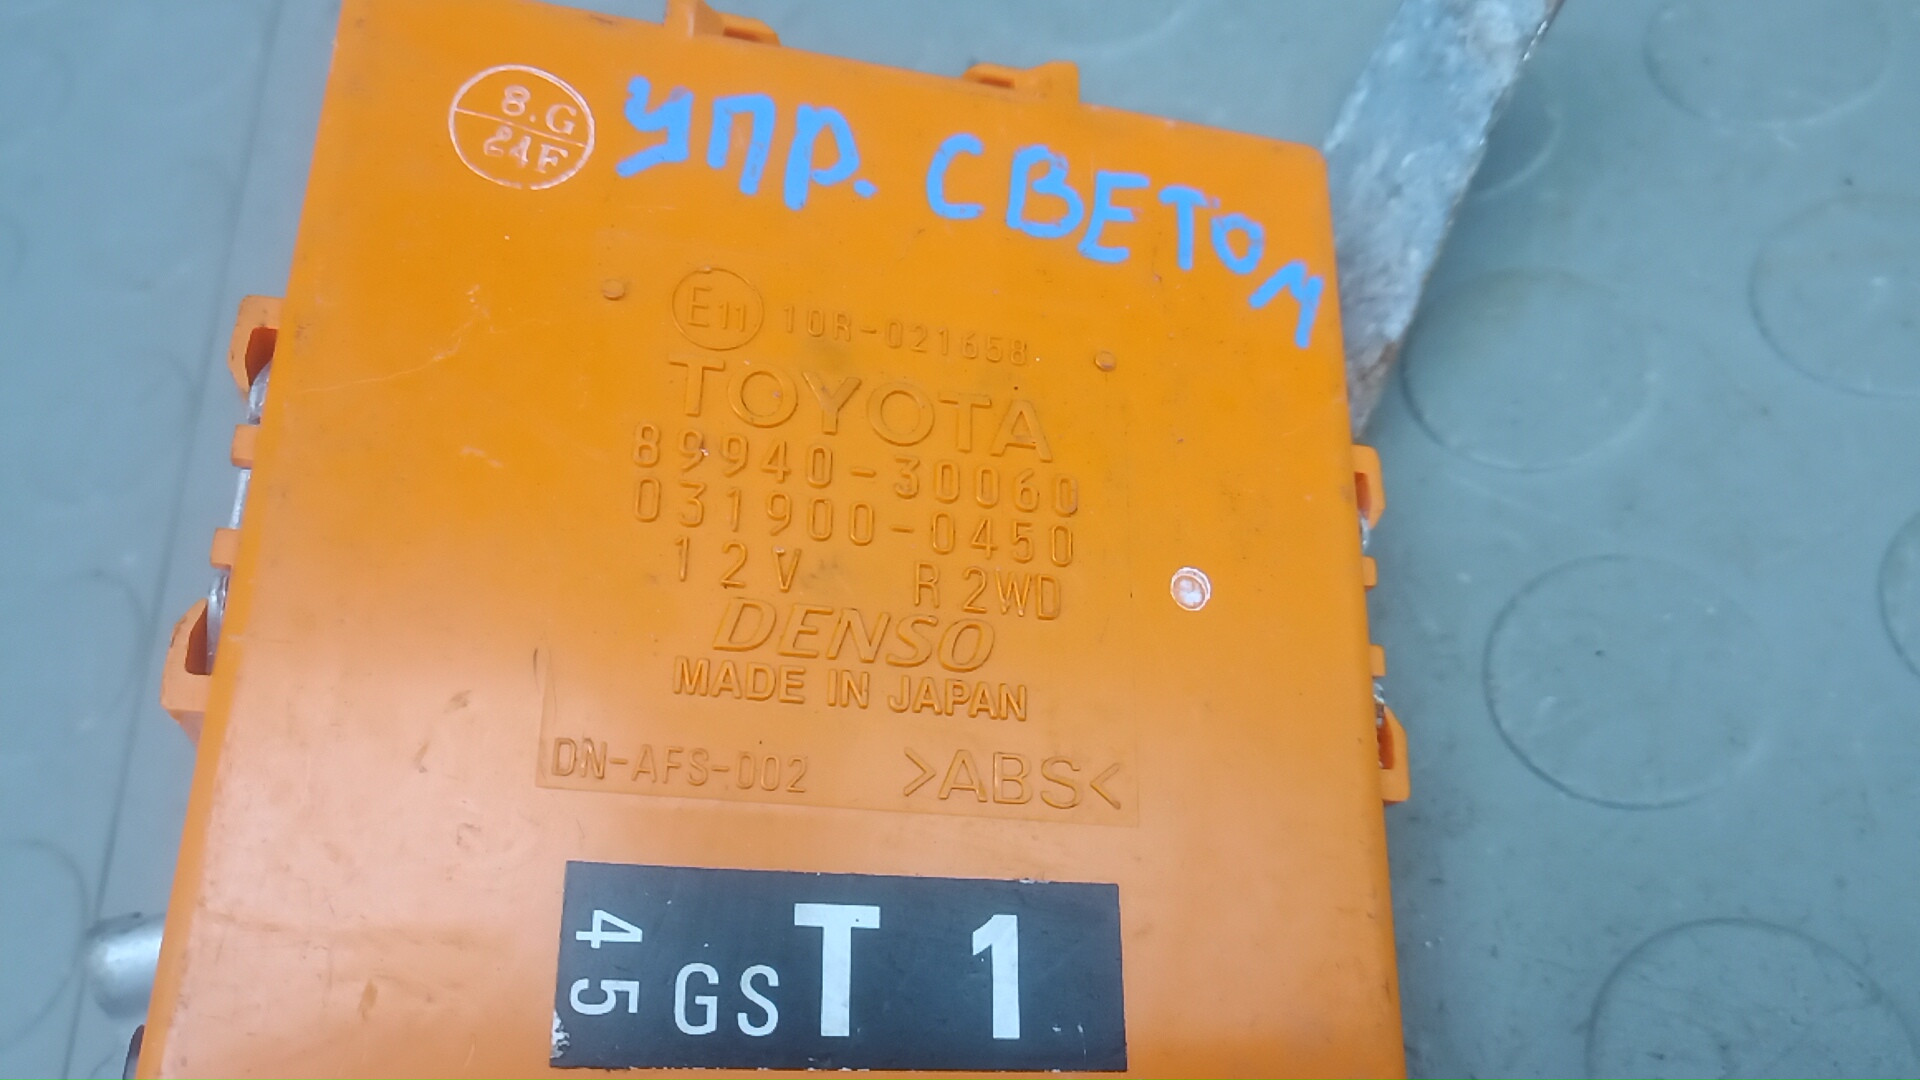 8.G
24F
УПР. СВЕТОМ
E11 10R-021658
TOYOTA
89940-30060
031900-0450
12V R 2WD
DENSO
MADE IN JAPAN
DN-AFS-002 >ABS<
45 GS T 1